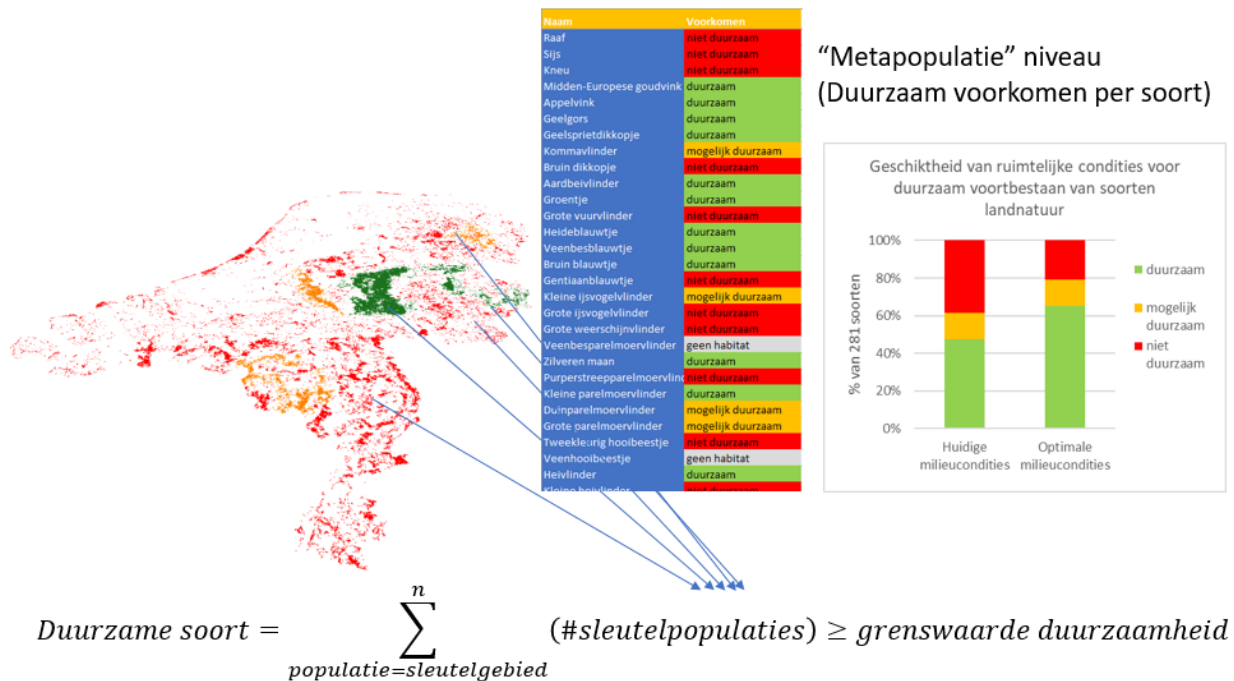 Naam Voorkomen
Raaf niet duurzaam
Sijs niet duurzaam
Kneu niet duurzaam
Midden-Europese goudvink duurzaam
Appelvink duurzaam
Geelgors duurzaam
Geelsprietdikkopje duurzaam
Kommavlinder mogelijk duurzaam
Bruin dikkopje niet duurzaam
Aardbeivlinder duurzaam
Groentje duurzaam
Grote vuurvlinder niet duurzaam
Heideblauwtje duurzaam
Veenbesblauwtje duurzaam
Bruin blauwtje duurzaam
Gentiaanblauwtje niet duurzaam
Kleine ijsvogelvlinder mogelijk duurzaam
Grote ijsvogelvlinder niet duurzaam
Grote weerschijnvlinder niet duurzaam
Veenbesparelmoervlinder geen habitat
Zilveren maan duurzaam
Purperstreepparelmoervlind niet duurzaam
Kleine parelmoervlinder duurzaam
Duinparelmoervlinder mogelijk duurzaam
Grote parelmoervlinder mogelijk duurzaam
Tweekleurig hooibeestje niet duurzaam
Veenhooibeestje geen habitat
Heivlinder duurzaam
Kleine heivlinder niet duurzaam
“Metapopulatie” niveau
(Duurzaam voorkomen per soort)
Geschiktheid van ruimtelijke condities voor
duurzaam voortbestaan van soorten
landnatuur
% van 281 soorten
100%
80%
60%
40%
20%
0%
Huidige
milieucondities
Optimale
milieucondities
duurzaam
mogelijk
duurzaam
niet
duurzaam
n
Duurzame soort = ∑ (#sleutelpopulaties) ≥ grenswaarde duurzaamheid
populatie=sleutelgebied